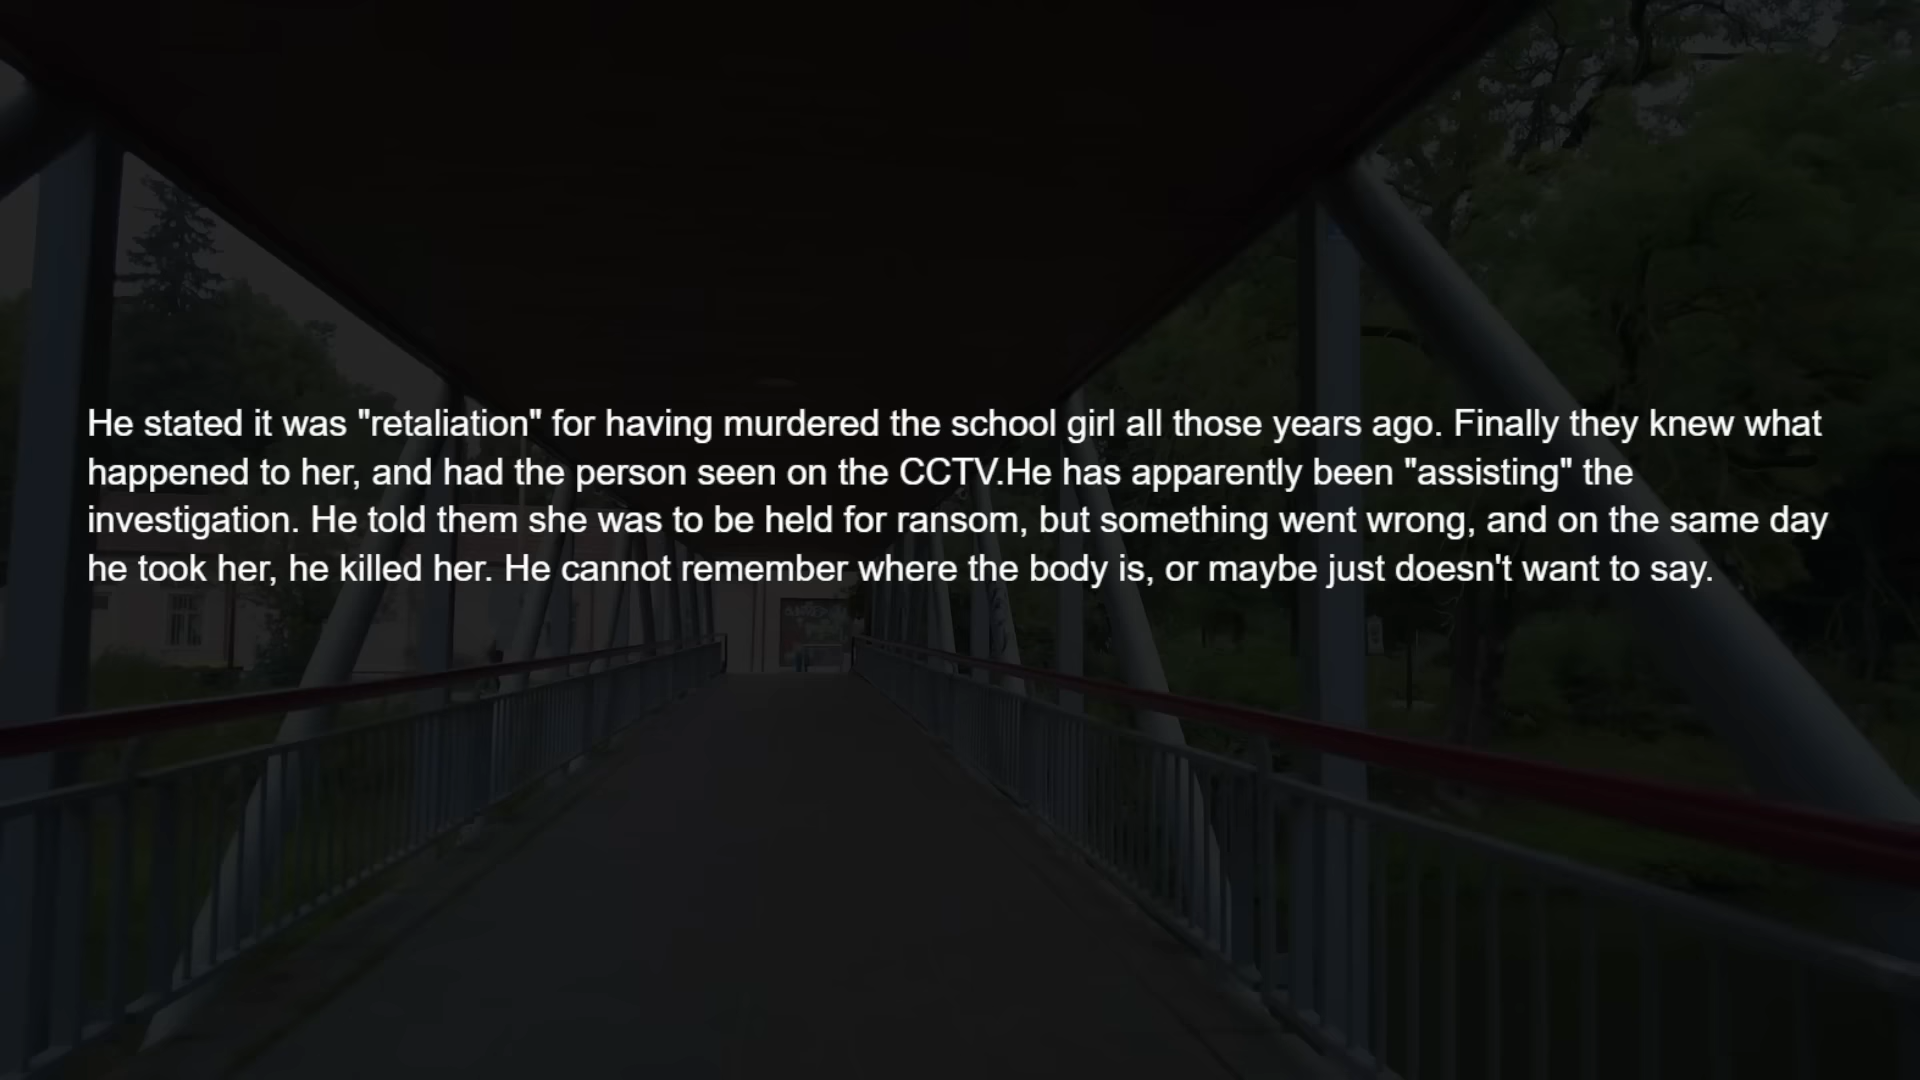 He stated it was "retaliation" for having murdered the school girl all those years ago. Finally they knew what
happened to her, and had the person seen on the CCTV.He has apparently been "assisting" the
investigation. He told them she was to be held for ransom, but something went wrong, and on the same day
he took her, he killed her. He cannot remember where the body is, or maybe just doesn't want to say.